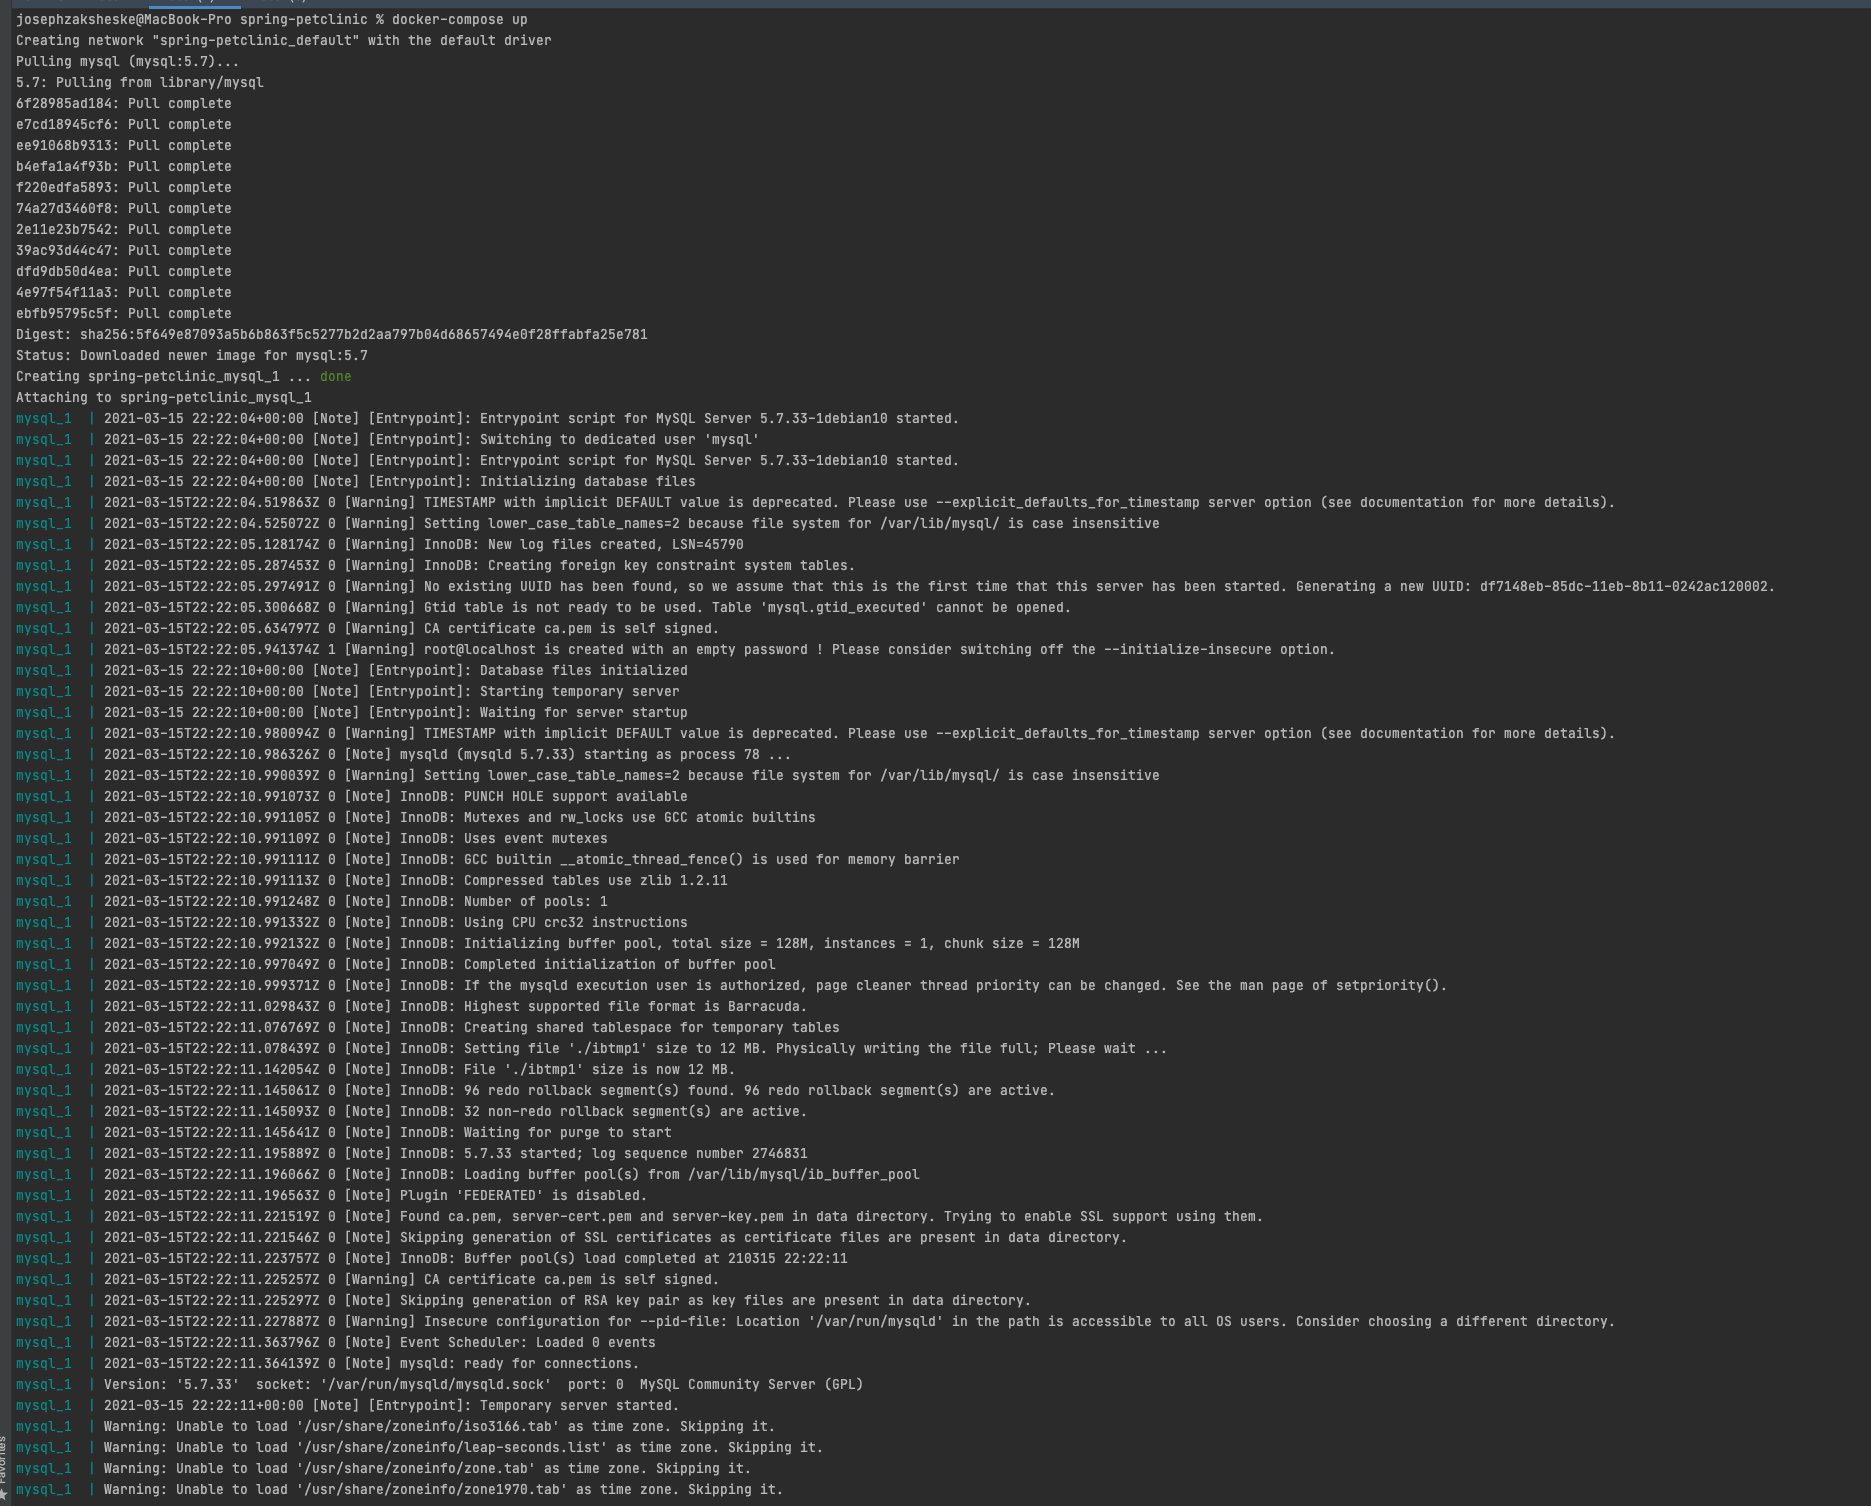 josephzaksheske@MacBook-Pro spring-petclinic % docker-compose up
Creating network "spring-petclinic_default" with the default driver
Pulling mysql (mysql:5.7)...
5.7: Pulling from library/mysql
6f28985ad184: Pull complete
e7cd18945cf6: Pull complete
ee91068b9313: Pull complete
b4efa1a4f93b: Pull complete
f220edfa5893: Pull complete
74a27d3460f8: Pull complete
2e11e23b7542: Pull complete
39ac93d44c47: Pull complete
dfd9db50d4ea: Pull complete
4e97f54f11a3: Pull complete
ebfb95795c5f: Pull complete
Digest: sha256:5f649e87093a5b6b863f5c5277b2d2aa797b04d68657494e0f28ffabfa25e781
Status: Downloaded newer image for mysql:5.7
Creating spring-petclinic_mysql_1 ... done
Attaching to spring-petclinic_mysql_1
mysql_1  | 2021-03-15 22:22:04+00:00 [Note] [Entrypoint]: Entrypoint script for MySQL Server 5.7.33-1debian10 started.
mysql_1  | 2021-03-15 22:22:04+00:00 [Note] [Entrypoint]: Switching to dedicated user 'mysql'
mysql_1  | 2021-03-15 22:22:04+00:00 [Note] [Entrypoint]: Entrypoint script for MySQL Server 5.7.33-1debian10 started.
mysql_1  | 2021-03-15 22:22:04+00:00 [Note] [Entrypoint]: Initializing database files
mysql_1  | 2021-03-15T22:22:04.519863Z 0 [Warning] TIMESTAMP with implicit DEFAULT value is deprecated. Please use --explicit_defaults_for_timestamp server option (see documentation for more details).
mysql_1  | 2021-03-15T22:22:04.525072Z 0 [Warning] Setting lower_case_table_names=2 because file system for /var/lib/mysql/ is case insensitive
mysql_1  | 2021-03-15T22:22:05.128174Z 0 [Warning] InnoDB: New log files created, LSN=45790
mysql_1  | 2021-03-15T22:22:05.287453Z 0 [Warning] InnoDB: Creating foreign key constraint system tables.
mysql_1  | 2021-03-15T22:22:05.297491Z 0 [Warning] No existing UUID has been found, so we assume that this is the first time that this server has been started. Generating a new UUID: df7148eb-85dc-11eb-8b11-0242ac120002.
mysql_1  | 2021-03-15T22:22:05.300668Z 0 [Warning] Gtid table is not ready to be used. Table 'mysql.gtid_executed' cannot be opened.
mysql_1  | 2021-03-15T22:22:05.634797Z 0 [Warning] CA certificate ca.pem is self signed.
mysql_1  | 2021-03-15T22:22:05.941374Z 1 [Warning] root@localhost is created with an empty password ! Please consider switching off the --initialize-insecure option.
mysql_1  | 2021-03-15 22:22:10+00:00 [Note] [Entrypoint]: Database files initialized
mysql_1  | 2021-03-15 22:22:10+00:00 [Note] [Entrypoint]: Starting temporary server
mysql_1  | 2021-03-15 22:22:10+00:00 [Note] [Entrypoint]: Waiting for server startup
mysql_1  | 2021-03-15T22:22:10.980094Z 0 [Warning] TIMESTAMP with implicit DEFAULT value is deprecated. Please use --explicit_defaults_for_timestamp server option (see documentation for more details).
mysql_1  | 2021-03-15T22:22:10.986326Z 0 [Note] mysqld (mysqld 5.7.33) starting as process 78 ...
mysql_1  | 2021-03-15T22:22:10.990039Z 0 [Warning] Setting lower_case_table_names=2 because file system for /var/lib/mysql/ is case insensitive
mysql_1  | 2021-03-15T22:22:10.991073Z 0 [Note] InnoDB: PUNCH HOLE support available
mysql_1  | 2021-03-15T22:22:10.991105Z 0 [Note] InnoDB: Mutexes and rw_locks use GCC atomic builtins
mysql_1  | 2021-03-15T22:22:10.991109Z 0 [Note] InnoDB: Uses event mutexes
mysql_1  | 2021-03-15T22:22:10.991111Z 0 [Note] InnoDB: GCC builtin __atomic_thread_fence() is used for memory barrier
mysql_1  | 2021-03-15T22:22:10.991113Z 0 [Note] InnoDB: Compressed tables use zlib 1.2.11
mysql_1  | 2021-03-15T22:22:10.991248Z 0 [Note] InnoDB: Number of pools: 1
mysql_1  | 2021-03-15T22:22:10.991332Z 0 [Note] InnoDB: Using CPU crc32 instructions
mysql_1  | 2021-03-15T22:22:10.992132Z 0 [Note] InnoDB: Initializing buffer pool, total size = 128M, instances = 1, chunk size = 128M
mysql_1  | 2021-03-15T22:22:10.997049Z 0 [Note] InnoDB: Completed initialization of buffer pool
mysql_1  | 2021-03-15T22:22:10.999371Z 0 [Note] InnoDB: If the mysqld execution user is authorized, page cleaner thread priority can be changed. See the man page of setpriority().
mysql_1  | 2021-03-15T22:22:11.029843Z 0 [Note] InnoDB: Highest supported file format is Barracuda.
mysql_1  | 2021-03-15T22:22:11.076769Z 0 [Note] InnoDB: Creating shared tablespace for temporary tables
mysql_1  | 2021-03-15T22:22:11.078439Z 0 [Note] InnoDB: Setting file './ibtmp1' size to 12 MB. Physically writing the file full; Please wait ...
mysql_1  | 2021-03-15T22:22:11.142054Z 0 [Note] InnoDB: File './ibtmp1' size is now 12 MB.
mysql_1  | 2021-03-15T22:22:11.145061Z 0 [Note] InnoDB: 96 redo rollback segment(s) found. 96 redo rollback segment(s) are active.
mysql_1  | 2021-03-15T22:22:11.145093Z 0 [Note] InnoDB: 32 non-redo rollback segment(s) are active.
mysql_1  | 2021-03-15T22:22:11.145641Z 0 [Note] InnoDB: Waiting for purge to start
mysql_1  | 2021-03-15T22:22:11.195889Z 0 [Note] InnoDB: 5.7.33 started; log sequence number 2746831
mysql_1  | 2021-03-15T22:22:11.196066Z 0 [Note] InnoDB: Loading buffer pool(s) from /var/lib/mysql/ib_buffer_pool
mysql_1  | 2021-03-15T22:22:11.196563Z 0 [Note] Plugin 'FEDERATED' is disabled.
mysql_1  | 2021-03-15T22:22:11.221519Z 0 [Note] Found ca.pem, server-cert.pem and server-key.pem in data directory. Trying to enable SSL support using them.
mysql_1  | 2021-03-15T22:22:11.221546Z 0 [Note] Skipping generation of SSL certificates as certificate files are present in data directory.
mysql_1  | 2021-03-15T22:22:11.223757Z 0 [Note] InnoDB: Buffer pool(s) load completed at 210315 22:22:11
mysql_1  | 2021-03-15T22:22:11.225257Z 0 [Warning] CA certificate ca.pem is self signed.
mysql_1  | 2021-03-15T22:22:11.225297Z 0 [Note] Skipping generation of RSA key pair as key files are present in data directory.
mysql_1  | 2021-03-15T22:22:11.227887Z 0 [Warning] Insecure configuration for --pid-file: Location '/var/run/mysqld' in the path is accessible to all OS users. Consider choosing a different directory.
mysql_1  | 2021-03-15T22:22:11.363796Z 0 [Note] Event Scheduler: Loaded 0 events
mysql_1  | 2021-03-15T22:22:11.364139Z 0 [Note] mysqld: ready for connections.
mysql_1  | Version: '5.7.33'  socket: '/var/run/mysqld/mysqld.sock'  port: 0  MySQL Community Server (GPL)
mysql_1  | 2021-03-15 22:22:11+00:00 [Note] [Entrypoint]: Temporary server started.
mysql_1  | Warning: Unable to load '/usr/share/zoneinfo/iso3166.tab' as time zone. Skipping it.
mysql_1  | Warning: Unable to load '/usr/share/zoneinfo/leap-seconds.list' as time zone. Skipping it.
mysql_1  | Warning: Unable to load '/usr/share/zoneinfo/zone.tab' as time zone. Skipping it.
mysql_1  | Warning: Unable to load '/usr/share/zoneinfo/zone1970.tab' as time zone. Skipping it.
Favorites